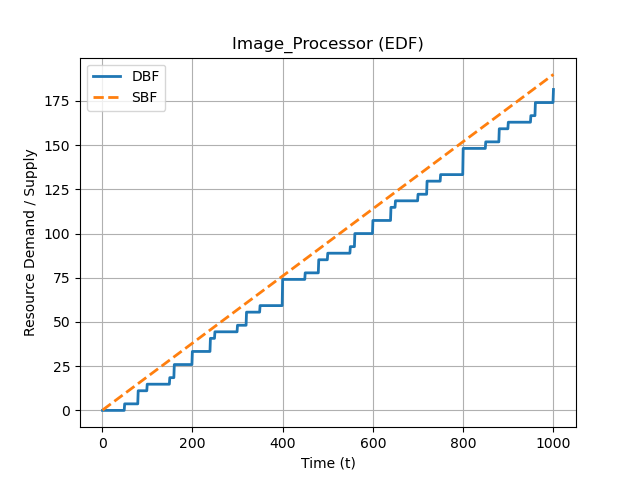 Image_Processor (EDF)
DBF
SBF
Resource Demand / Supply
175
150
125
100
75
50
25
0
0 200 400 600 800 1000
Time (t)